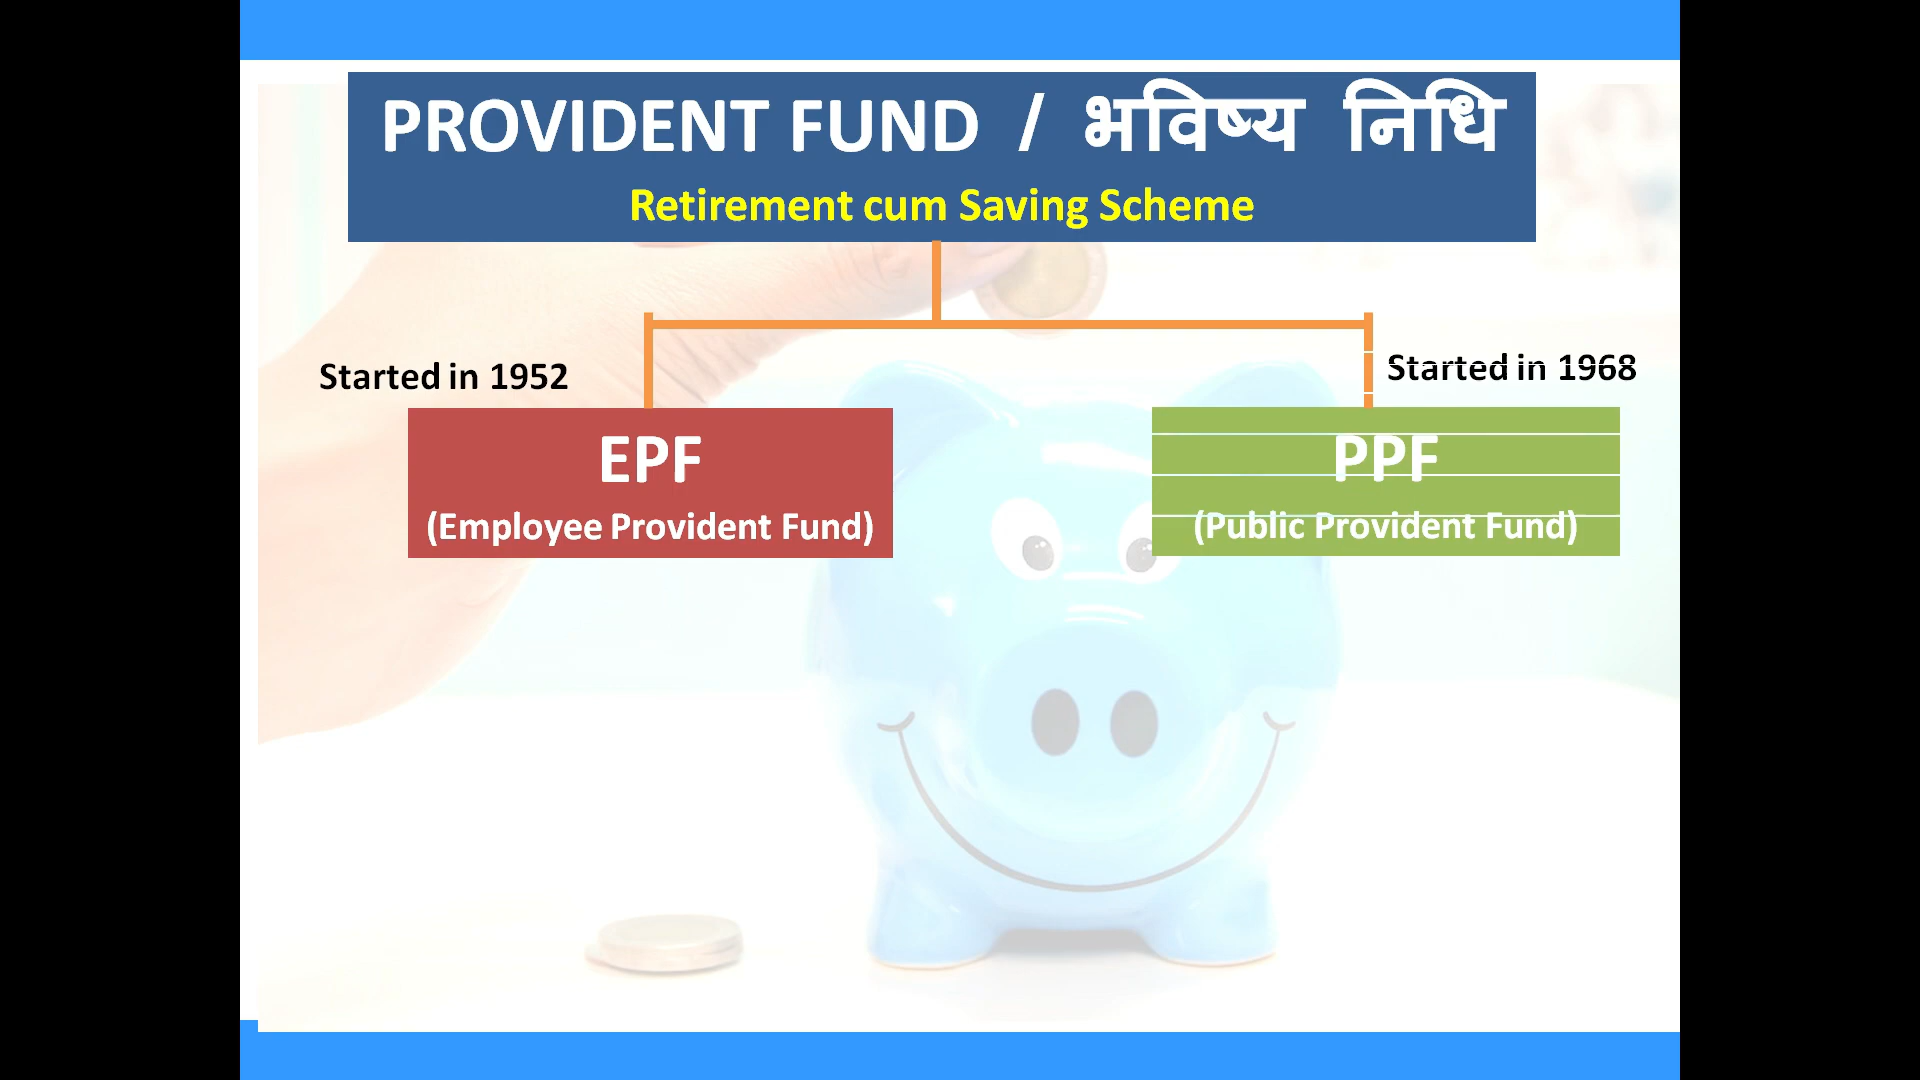 PROVIDENT FUND / भविष्य निधि
Retirement cum Saving Scheme
Started in 1952
Started in 1968
EPF
(Employee Provident Fund)
PPF
(Public Provident Fund)